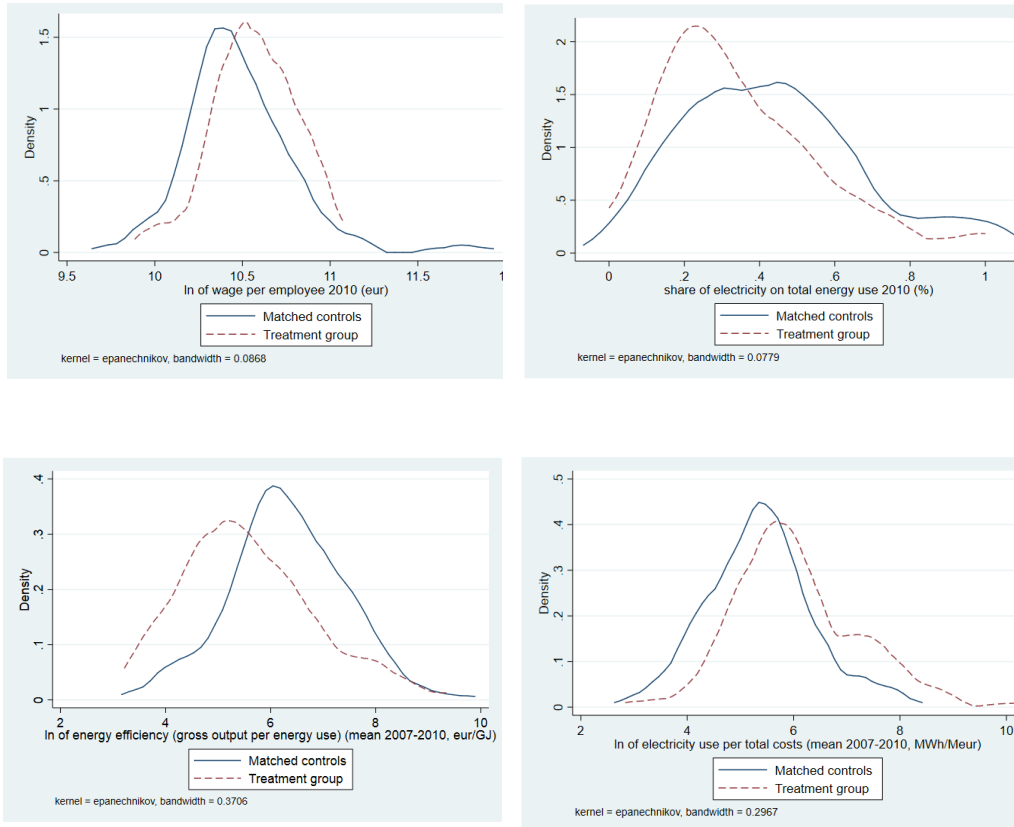 Density
0
.5
1
1.5
9.5 10 10.5 11 11.5 1
ln of wage per employee 2010 (eur)
Matched controls
Treatment group
kernel = epanechnikov, bandwidth = 0.0868
Density
0
.5
1
1.5
2
0 .2 .4 .6 .8 1
share of electricity on total energy use 2010 (%)
Matched controls
Treatment group
kernel = epanechnikov, bandwidth = 0.0779
Density
0
.1
.2
.3
.4
2 4 6 8 10
ln of energy efficiency (gross output per energy use) (mean 2007-2010, eur/GJ)
Matched controls
Treatment group
kernel = epanechnikov, bandwidth = 0.3706
Density
0
.1
.2
.3
.4
.5
2 4 6 8 10
ln of electricity use per total costs (mean 2007-2010, MWh/Meur)
Matched controls
Treatment group
kernel = epanechnikov, bandwidth = 0.2967